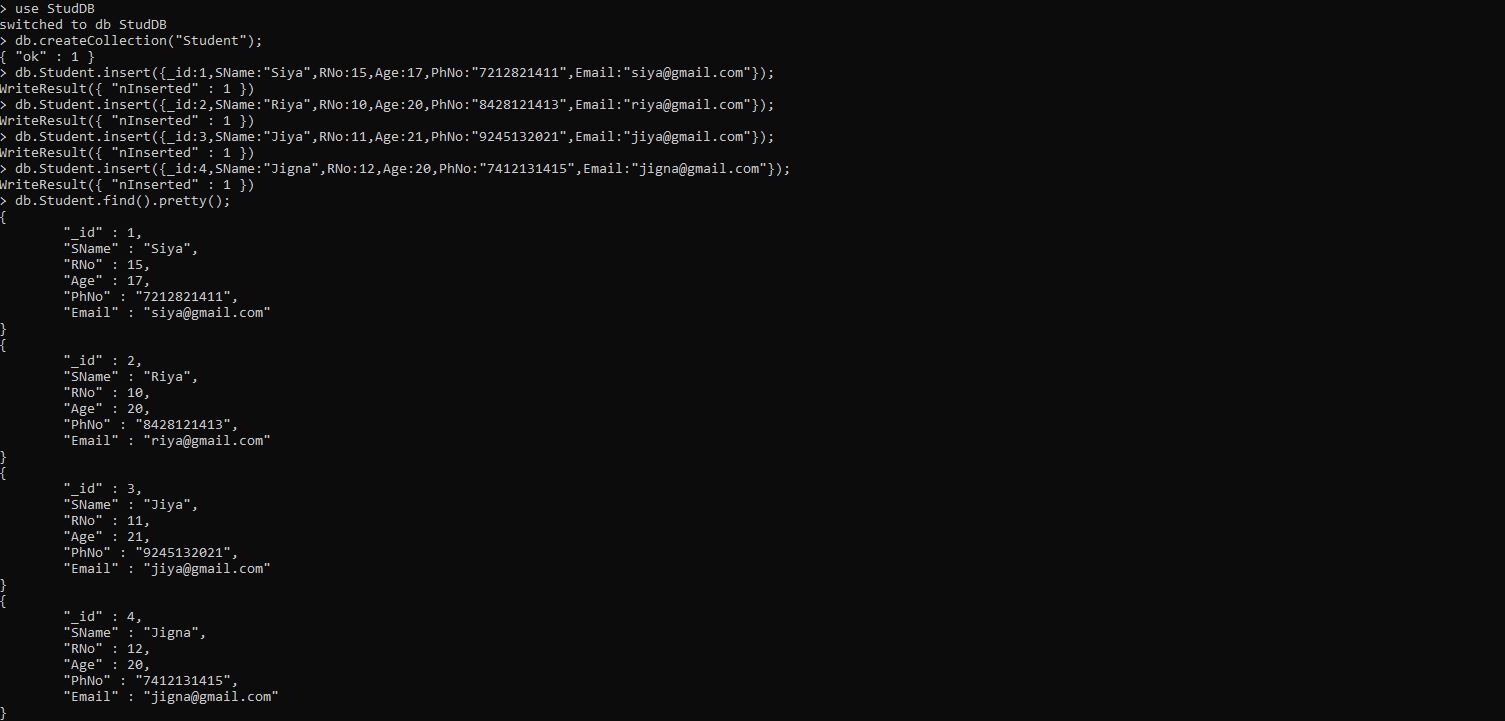 > use StudDB
switched to db StudDB
> db.createCollection("Student");
{ "ok" : 1 }
> db.Student.insert({_id:1,SName:"Siya",RNo:15,Age:17,PhNo:"7212821411",Email:"siya@gmail.com"});
WriteResult({ "nInserted" : 1 })
> db.Student.insert({_id:2,SName:"Riya",RNo:10,Age:20,PhNo:"8428121413",Email:"riya@gmail.com"});
WriteResult({ "nInserted" : 1 })
> db.Student.insert({_id:3,SName:"Jiya",RNo:11,Age:21,PhNo:"9245132021",Email:"jiya@gmail.com"});
WriteResult({ "nInserted" : 1 })
> db.Student.insert({_id:4,SName:"Jigna",RNo:12,Age:20,PhNo:"7412131415",Email:"jigna@gmail.com"});
WriteResult({ "nInserted" : 1 })
> db.Student.find().pretty();
{
"_id" : 1,
"SName" : "Siya",
"RNo" : 15,
"Age" : 17,
"PhNo" : "7212821411",
"Email" : "siya@gmail.com"
}
{
"_id" : 2,
"SName" : "Riya",
"RNo" : 10,
"Age" : 20,
"PhNo" : "8428121413",
"Email" : "riya@gmail.com"
}
{
"_id" : 3,
"SName" : "Jiya",
"RNo" : 11,
"Age" : 21,
"PhNo" : "9245132021",
"Email" : "jiya@gmail.com"
}
{
"_id" : 4,
"SName" : "Jigna",
"RNo" : 12,
"Age" : 20,
"PhNo" : "7412131415",
"Email" : "jigna@gmail.com"
}